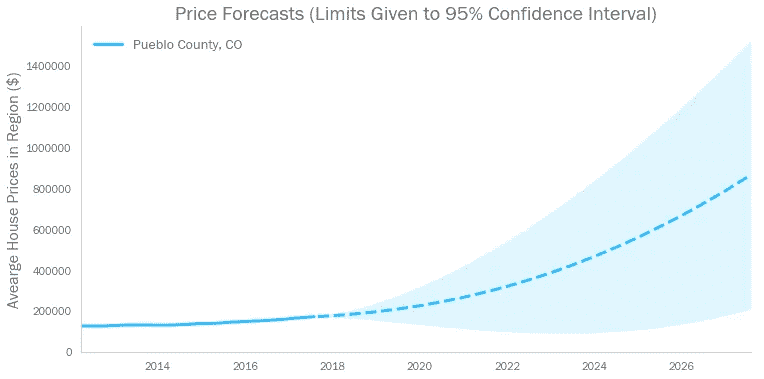 Price Forecasts (Limits Given to 95% Confidence Interval)
Pueblo County, CO
Avearge House Prices in Region ($)
1400000
1200000
1000000
800000
600000
400000
200000
0
2014 2016 2018 2020 2022 2024 2026